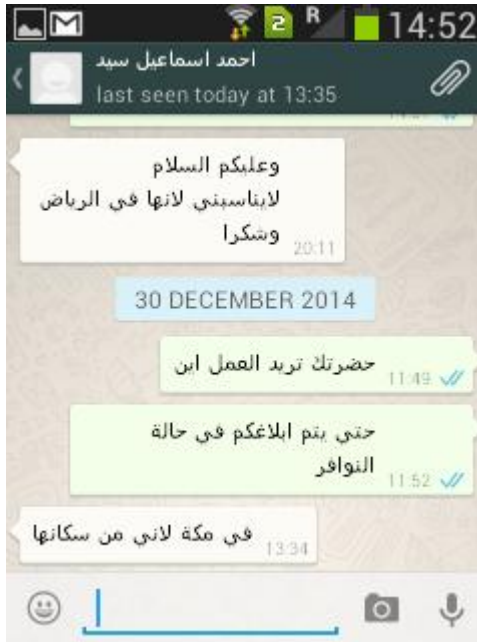 R 2 14:52
احمد اسماعيل سيد
last seen today at 13:35
وعليكم السلام
لايناسبني لانها في الرياض
وشكرا
20:11
30 DECEMBER 2014
حضرتك تريد العمل اين
11:49
حتي يتم ابلاغكم في حالة
التوافر
11:52
في مكة لاني من سكانها
13:34